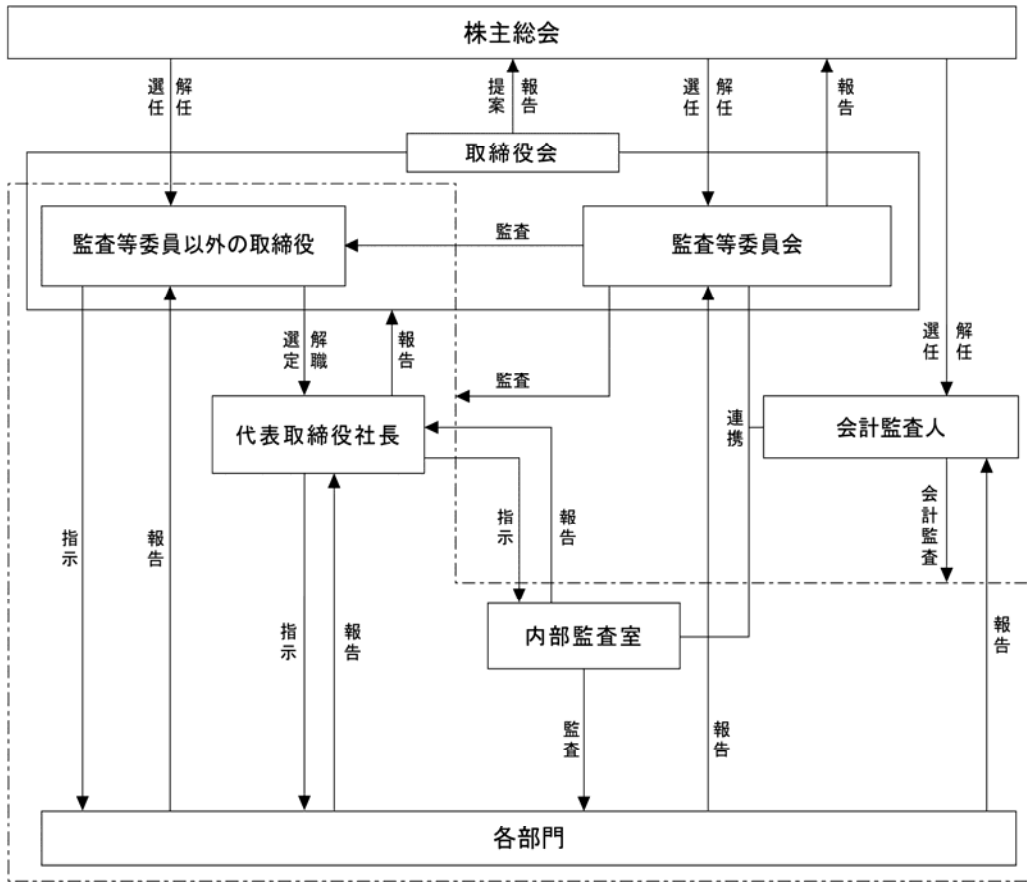 株主総会
選任
解任
提案
報告
選任
解任
報告
取締役会
監査等委員以外の取締役
監査
監査等委員会
選定
解職
報告
監査
選任
解任
代表取締役社長
連携
会計監査人
指示
報告
指示
報告
会計監査
指示
報告
内部監査室
報告
監査
報告
各部門